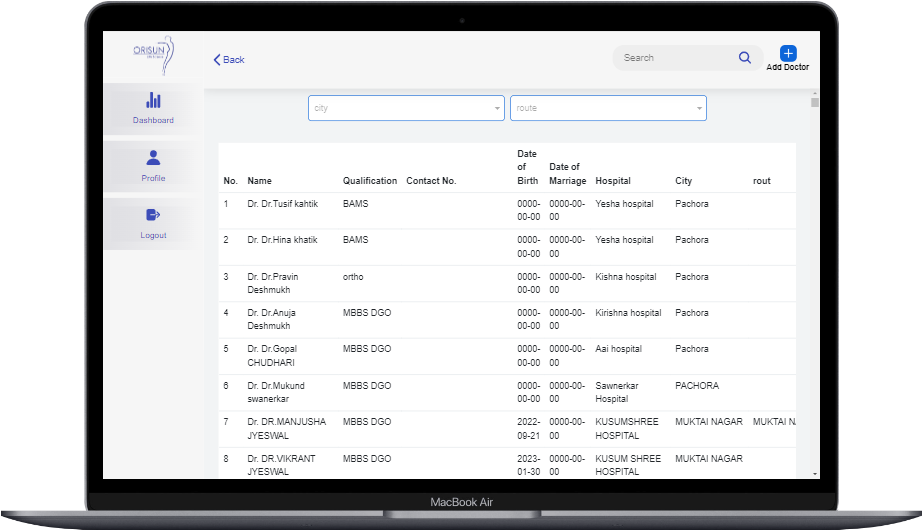 ORISUN
Back
Search
Add Doctor
Dashboard
Profile
Logout
city
route
No. Name Qualification Contact No. Date of Birth Date of Marriage Hospital City rout
1 Dr. Dr.Tusif kahtik BAMS 0000-00-00 0000-00-00 Yesha hospital Pachora
2 Dr. Dr.Hina khatik BAMS 0000-00-00 0000-00-00 Yesha hospital Pachora
3 Dr. Dr.Pravin Deshmukh ortho 0000-00-00 0000-00-00 Kishna hospital Pachora
4 Dr. Dr.Anuja Deshmukh MBBS DGO 0000-00-00 0000-00-00 Kirishna hospital Pachora
5 Dr. Dr.Gopal CHUDHARI MBBS DGO 0000-00-00 0000-00-00 Aai hospital Pachora
6 Dr. Dr.Mukund swanerkar MBBS DGO 0000-00-00 0000-00-00 Sawnerkar Hospital PACHORA
7 Dr. DR.MANJUSHA JYESWAL MBBS DGO 2022-09-21 0000-00-00 KUSUMSHREE HOSPITAL MUKTAI NAGAR MUKTAI N
8 Dr. DR.VIKRANT JYESWAL MBBS DGO 2023-01-30 0000-00-00 KUSUM SHREE HOSPITAL MUKTAI NAGAR
MacBook Air